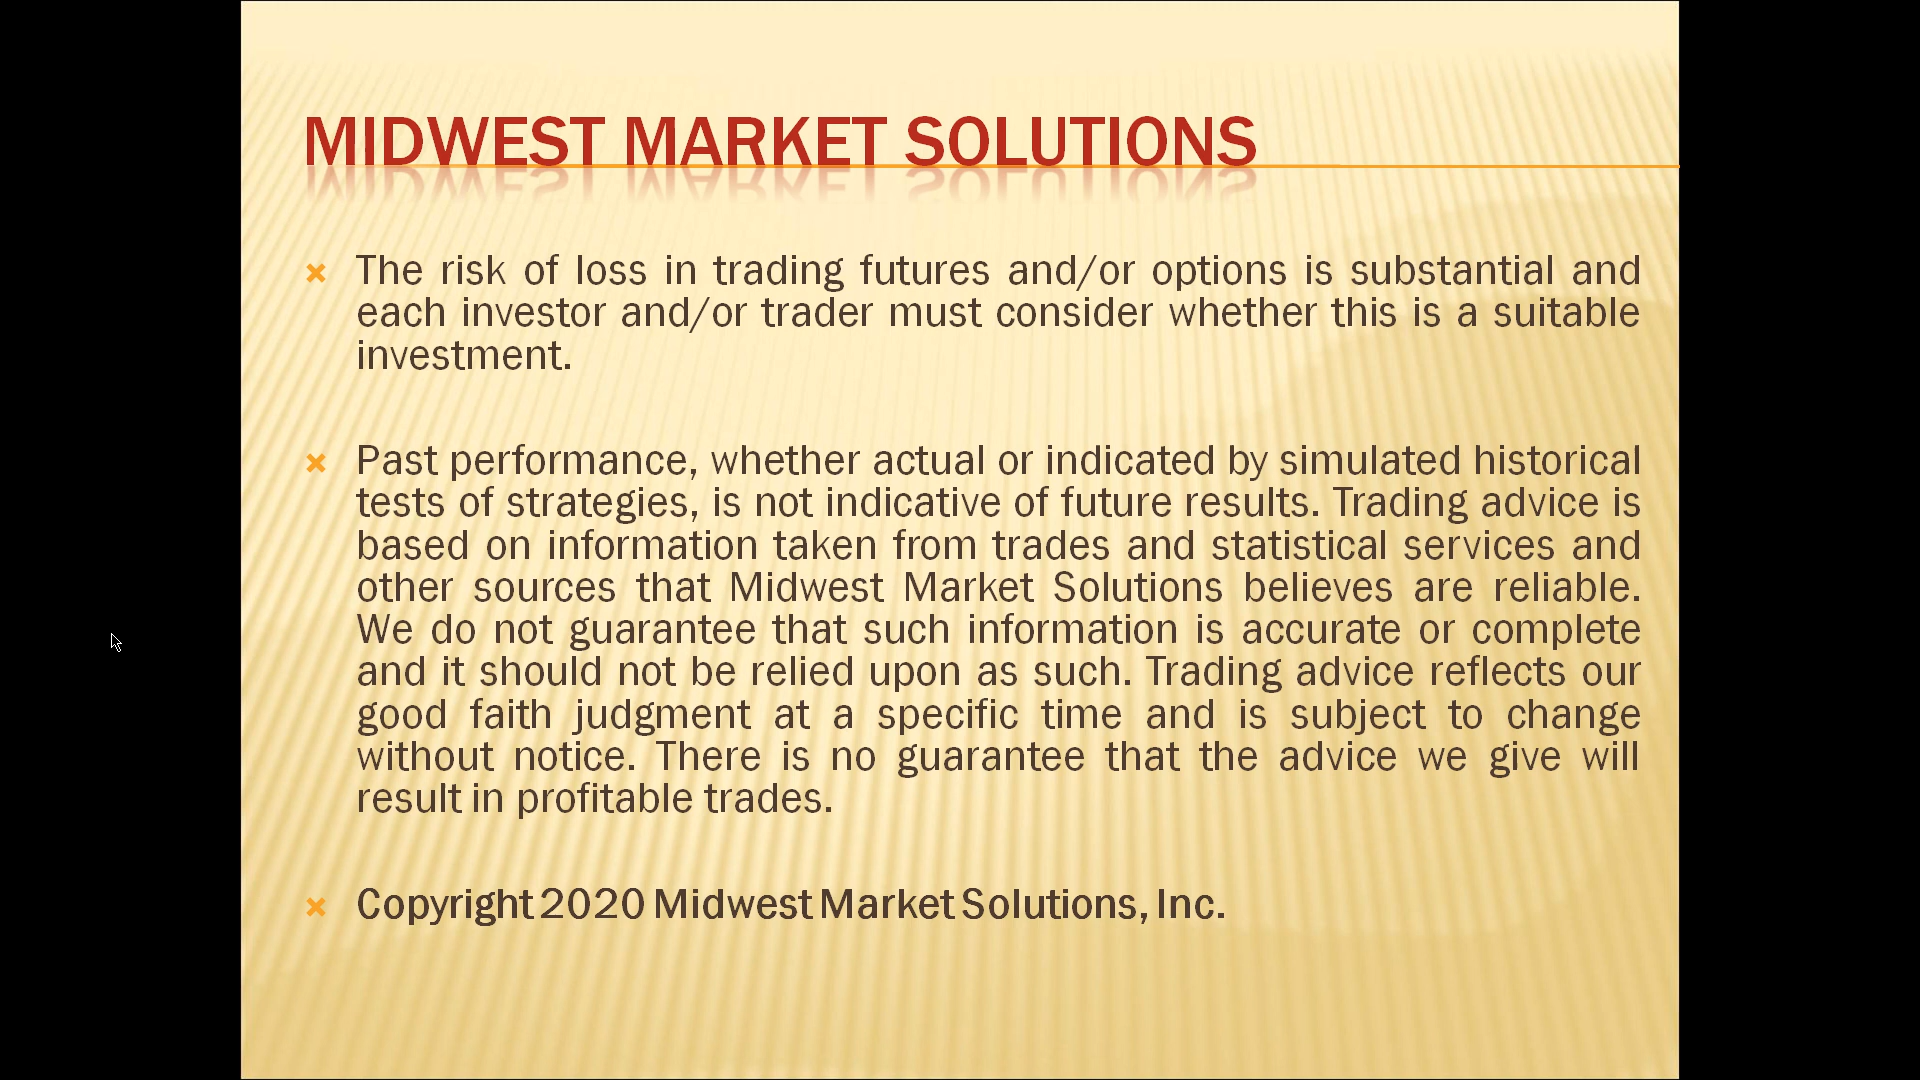 MIDWEST MARKET SOLUTIONS
The risk of loss in trading futures and/or options is substantial and
each investor and/or trader must consider whether this is a suitable
investment.
Past performance, whether actual or indicated by simulated historical
tests of strategies, is not indicative of future results. Trading advice is
based on information taken from trades and statistical services and
other sources that Midwest Market Solutions believes are reliable.
We do not guarantee that such information is accurate or complete
and it should not be relied upon as such. Trading advice reflects our
good faith judgment at a specific time and is subject to change
without notice. There is no guarantee that the advice we give will
result in profitable trades.
Copyright 2020 Midwest Market Solutions, Inc.